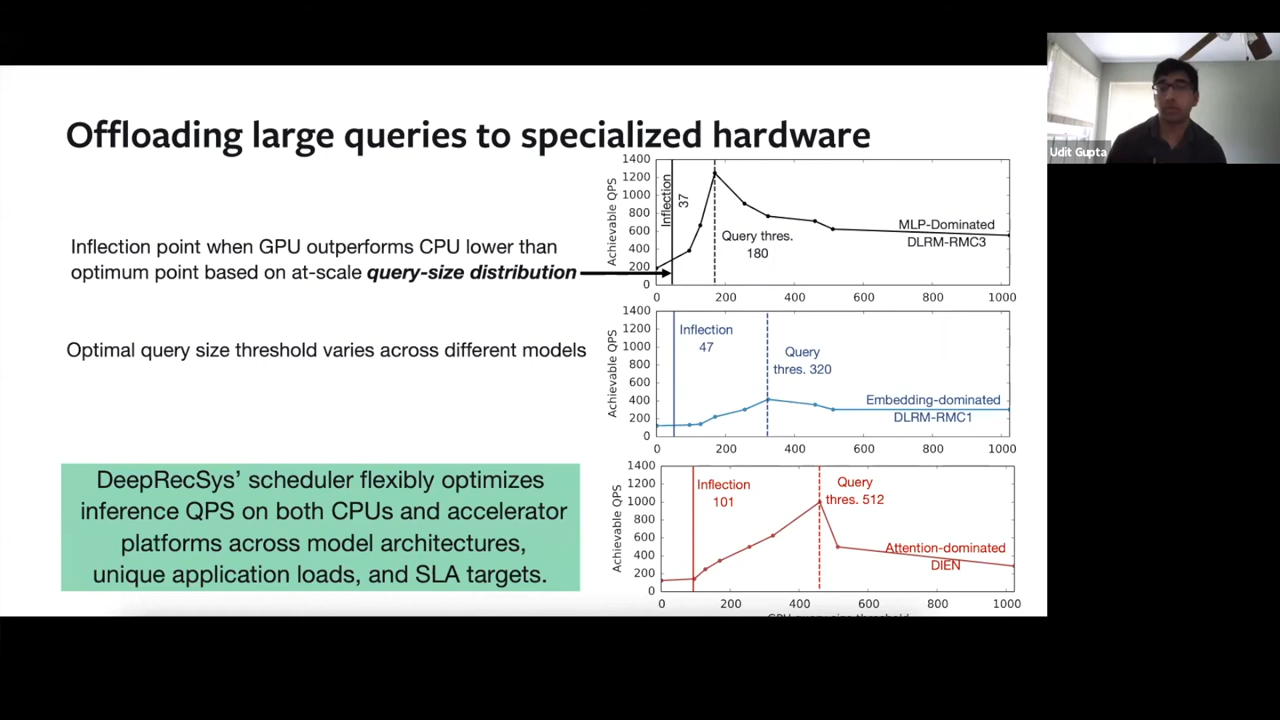 Offloading large queries to specialized hardware
Udit Gupta
Inflection point when GPU outperforms CPU lower than
optimum point based on at-scale query-size distribution
Optimal query size threshold varies across different models
DeepRecSys’ scheduler flexibly optimizes
inference QPS on both CPUs and accelerator
platforms across model architectures,
unique application loads, and SLA targets.
Achievable QPS
1400
1200
1000
800
600
400
200
0
Inflection
37
Query thres.
180
MLP-Dominated
DLRM-RMC3
0 200 400 600 800 1000
Achievable QPS
1400
1200
1000
800
600
400
200
0
Inflection
47
Query
thres. 320
Embedding-dominated
DLRM-RMC1
0 200 400 600 800 1000
Achievable QPS
1400
1200
1000
800
600
400
200
0
Inflection
101
Query
thres. 512
Attention-dominated
DIEN
0 200 400 600 800 1000